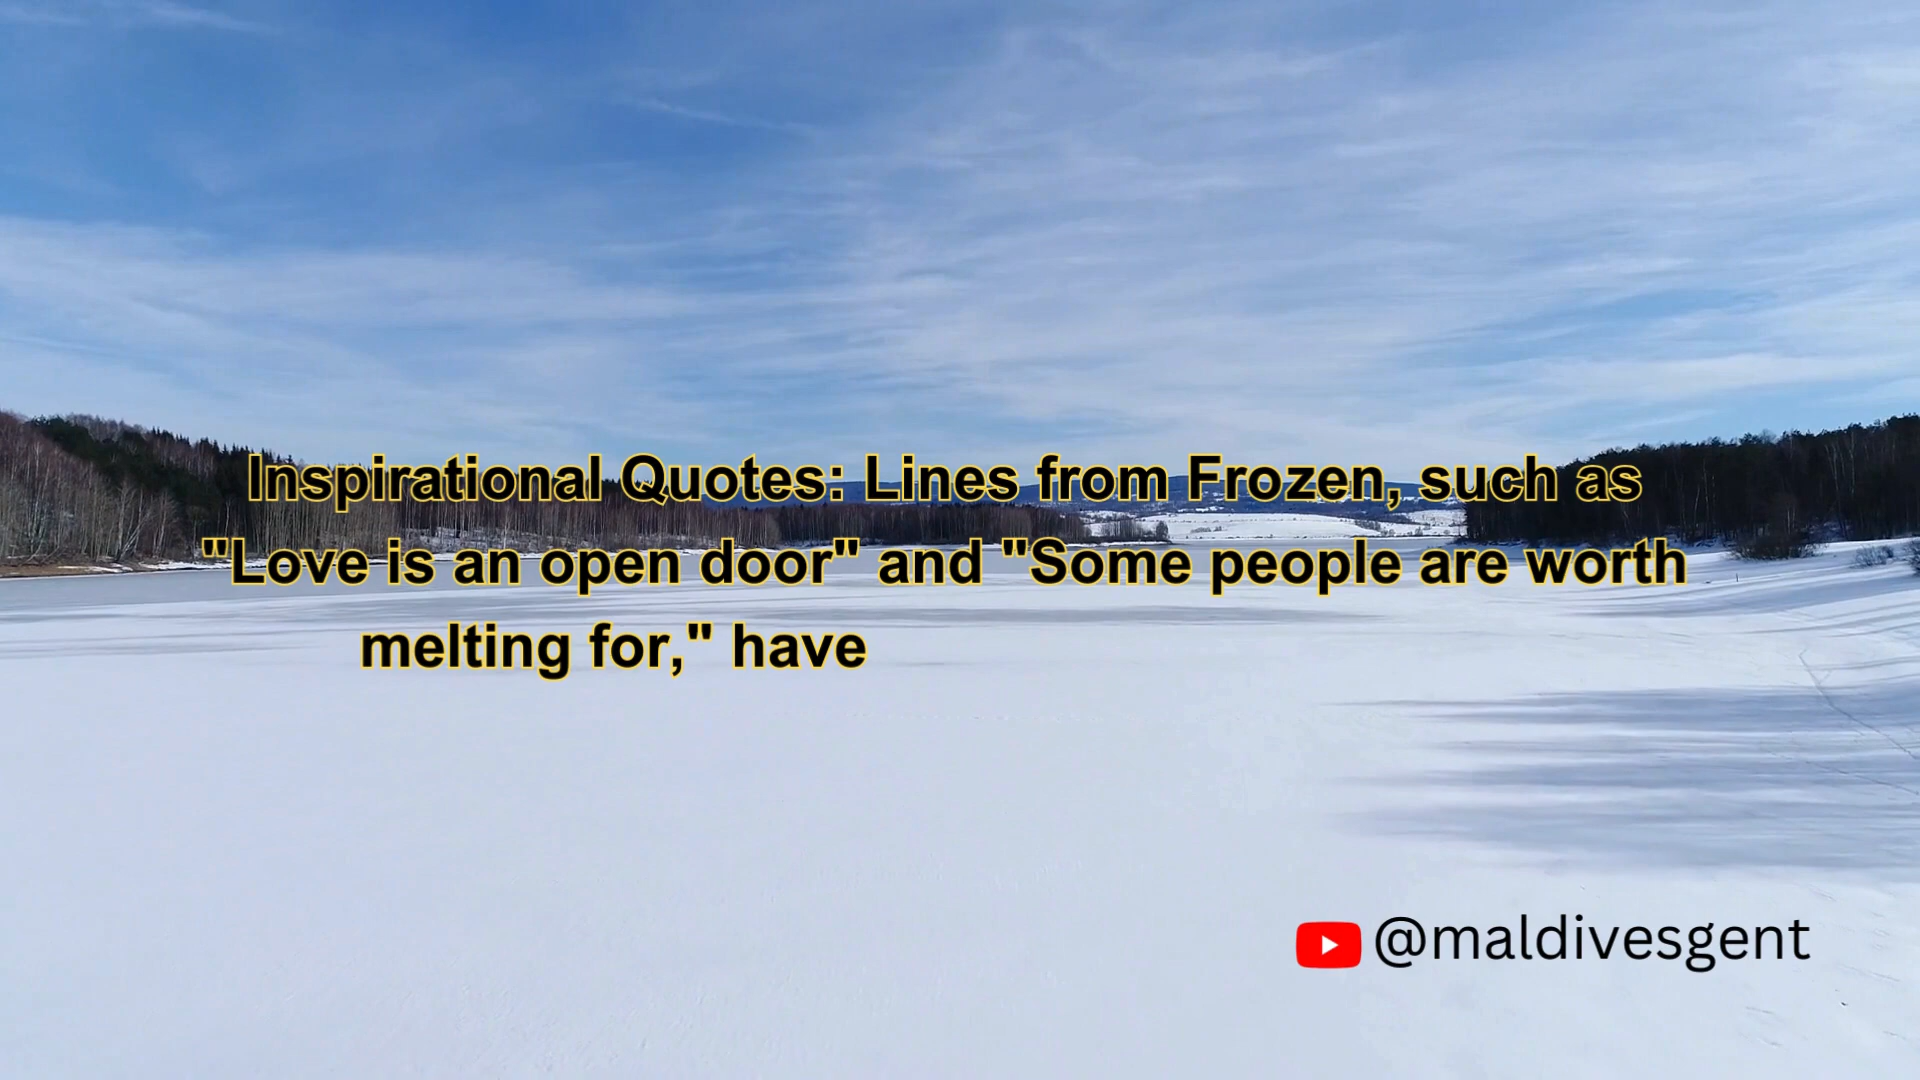 Inspirational Quotes: Lines from Frozen, such as
"Love is an open door" and "Some people are worth
melting for," have
@maldivesgent